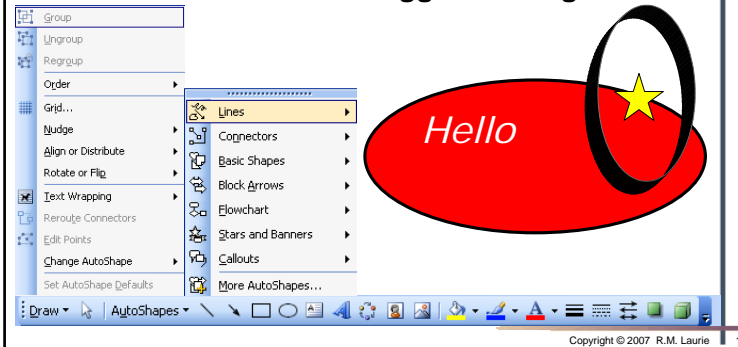 Group
Ungroup
Regroup
Order
Grid...
Nudge
Align or Distribute
Rotate or Flip
Text Wrapping
Reroute Connectors
Edit Points
Change AutoShape
Set AutoShape Defaults
Lines
Connectors
Basic Shapes
Block Arrows
Flowchart
Stars and Banners
Callouts
More AutoShapes...
Hello
Draw AutoShapes A A
Copyright © 2007 R.M. Laurie